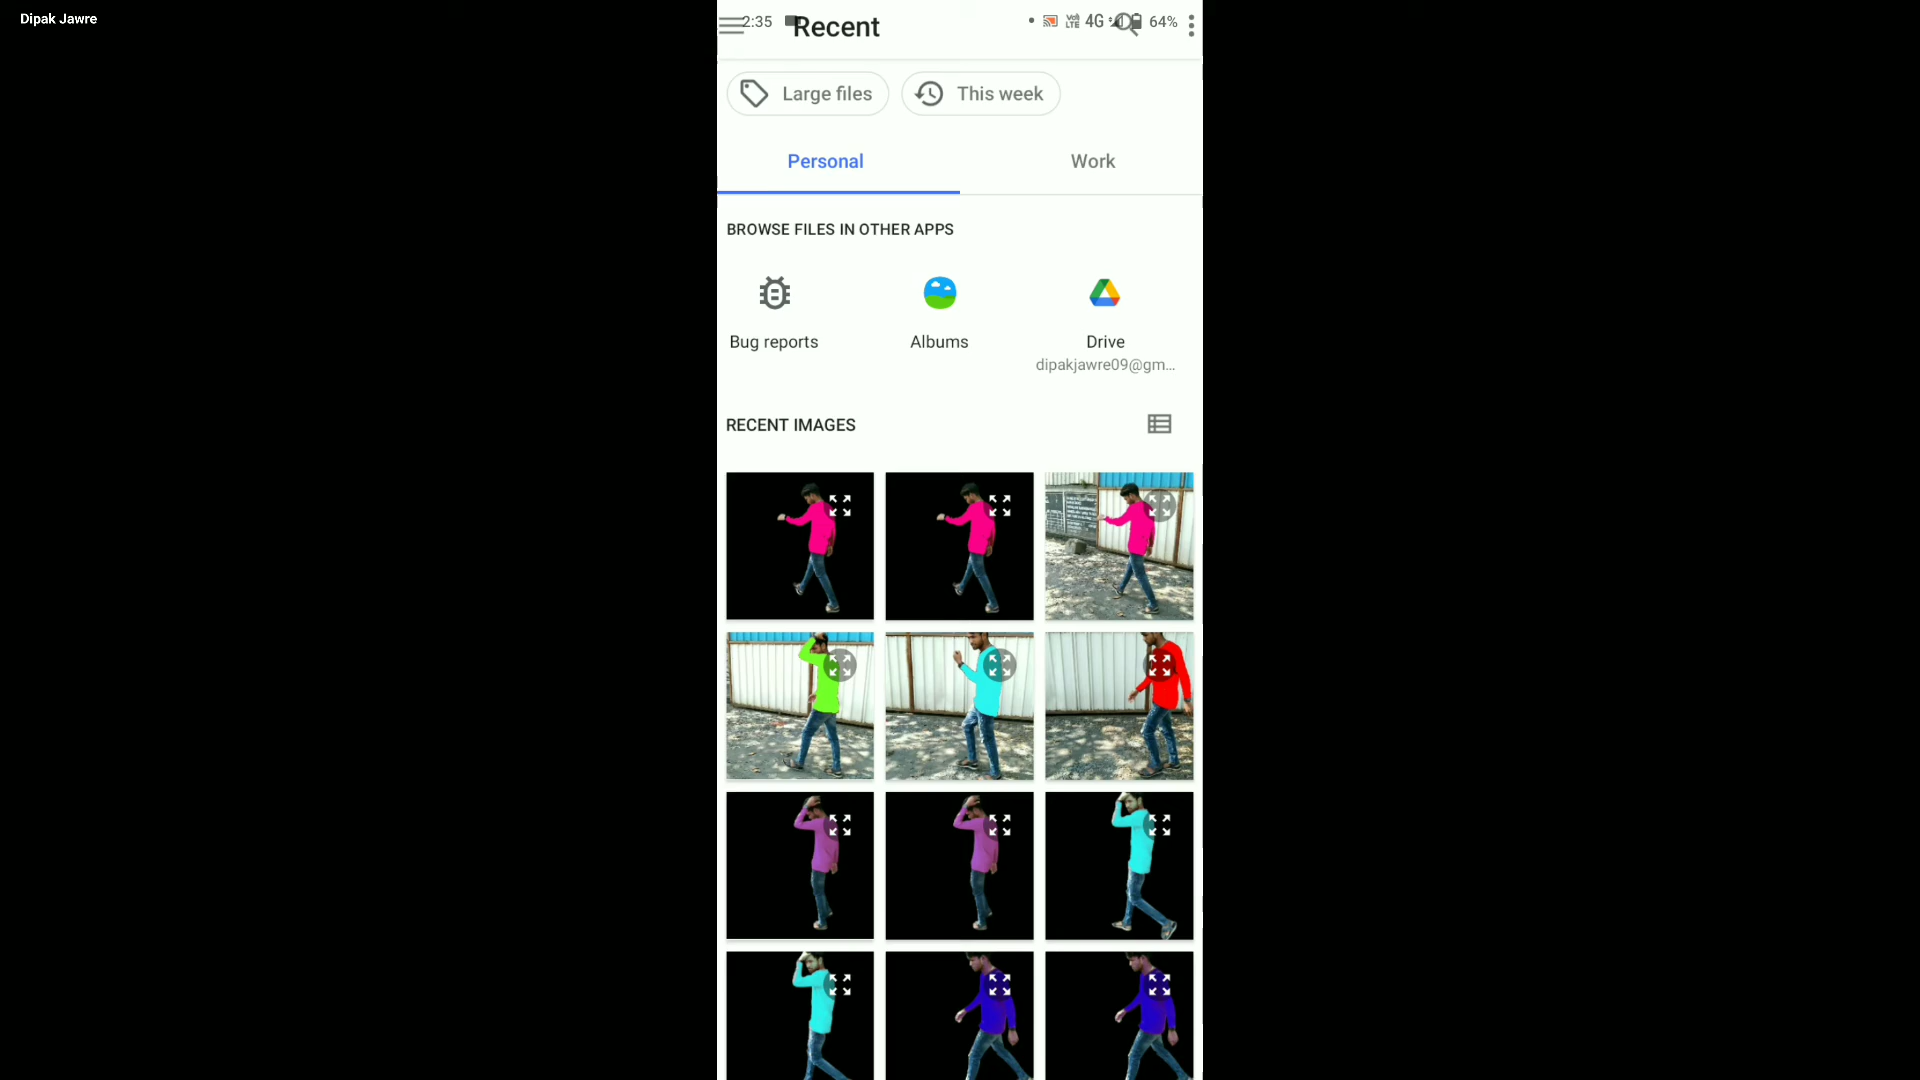 Dipak Jawre
2:35
4G
64%
Recent
Large files
This week
Personal
Work
BROWSE FILES IN OTHER APPS
Bug reports
Albums
Drive
dipakjawre09@gm...
RECENT IMAGES